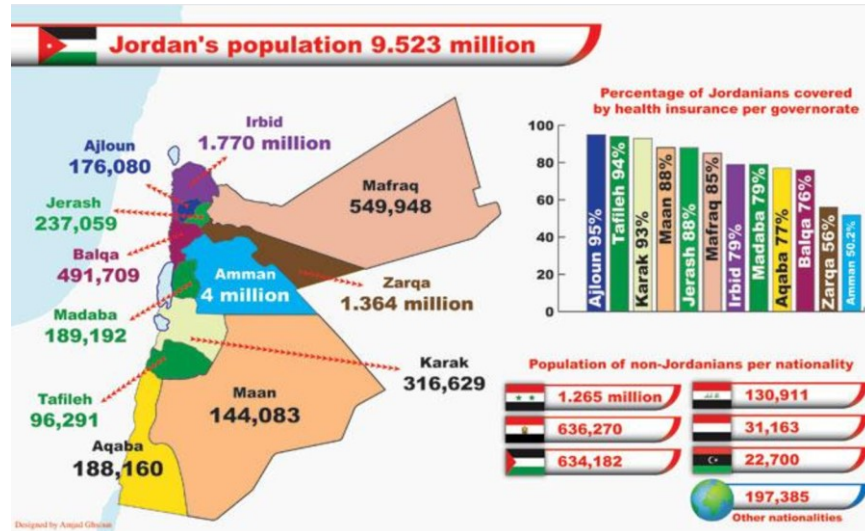 Jordan's population 9.523 million
Irbid
1.770 million
Ajloun
176,080
Jerash
237,059
Balqa
491,709
Madaba
189,192
Tafileh
96,291
Aqaba
188,160
Mafraq
549,948
Amman
4 million
Zarqa
1.364 million
Karak
316,629
Maan
144,083
Percentage of Jordanians covered
by health insurance per governorate
100
80
60
40
20
0
Ajloun 95%
Tafileh 94%
Karak 93%
Maan 88%
Jerash 88%
Mafraq 85%
Irbid 79%
Madaba 79%
Aqaba 77%
Balqa 76%
Zarqa 56%
Amman 50.2%
Population of non-Jordanians per nationality
1.265 million
636,270
634,182
130,911
31,163
22,700
197,385
Other nationalities
Designed by Amjad Ghsoun